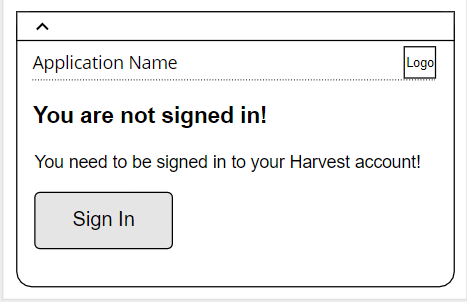 Application Name
Logo
You are not signed in!
You need to be signed in to your Harvest account!
Sign In